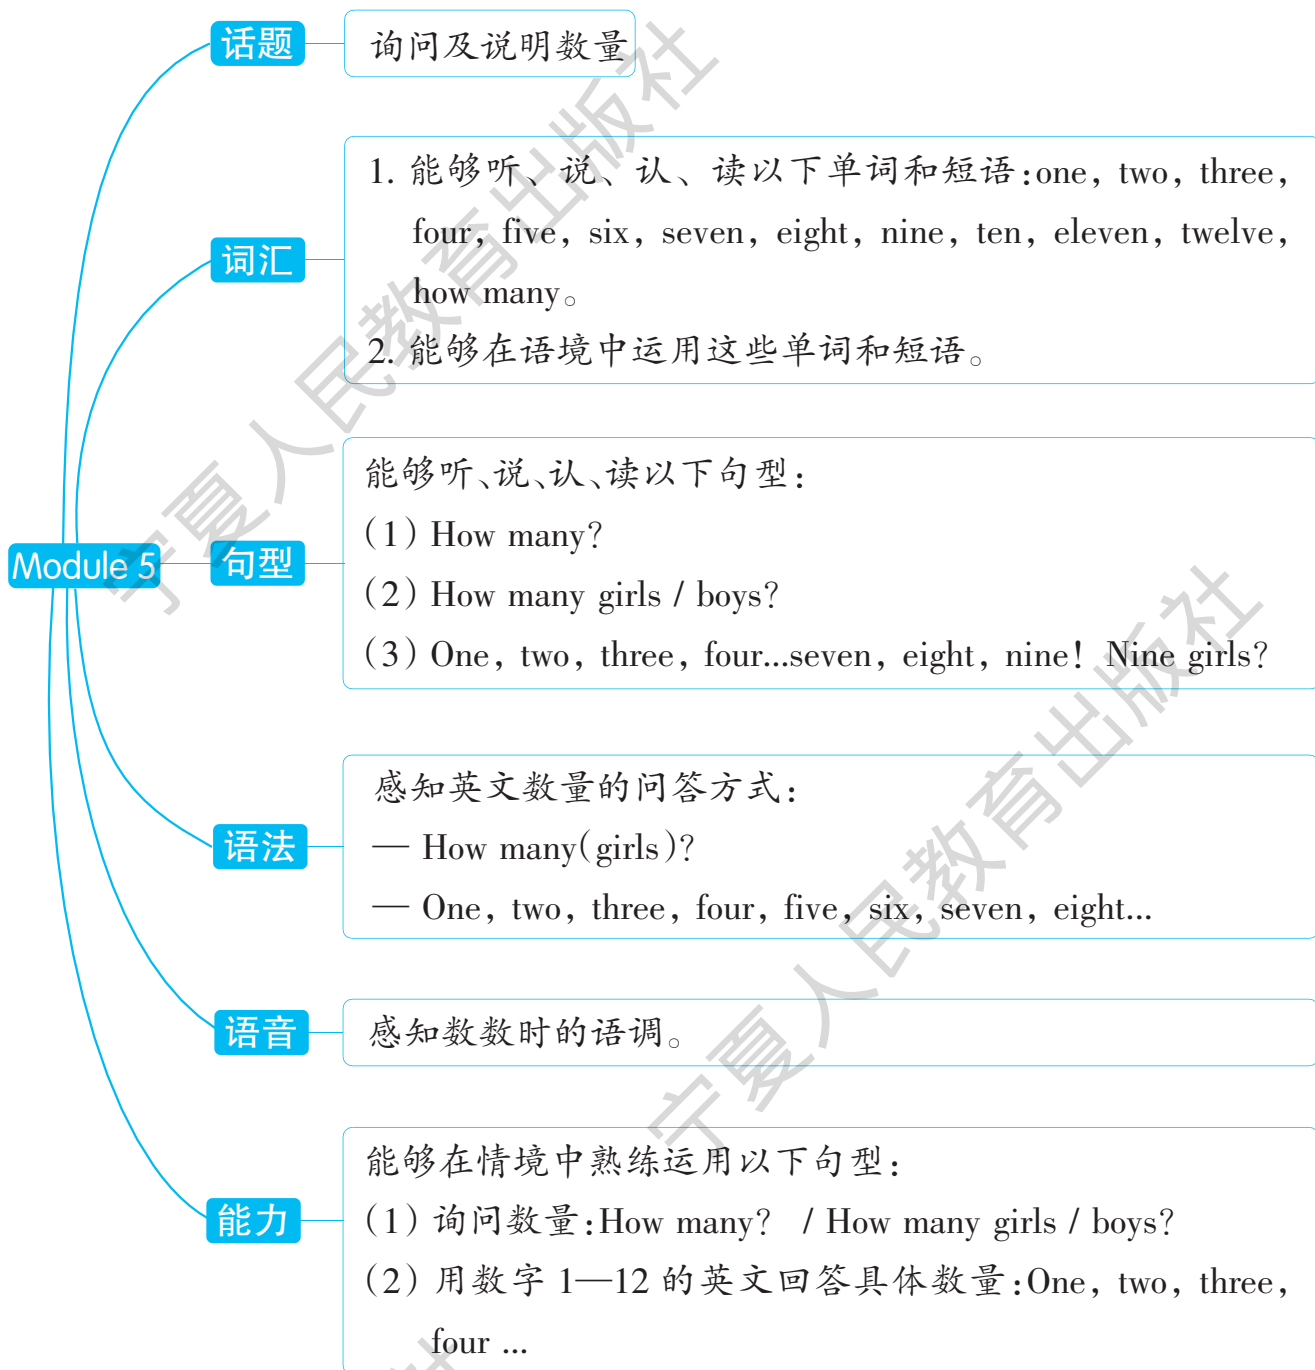 话题
询问及说明数量
词汇
1. 能够听、说、认、读以下单词和短语:one, two, three,
four, five, six, seven, eight, nine, ten, eleven, twelve,
how many。
2. 能够在语境中运用这些单词和短语。
Module 5
句型
能够听、说、认、读以下句型:
(1) How many?
(2) How many girls / boys?
(3) One, two, three, four...seven, eight, nine! Nine girls?
语法
感知英文数量的问答方式:
— How many(girls)?
— One, two, three, four, five, six, seven, eight...
语音
感知数数时的语调。
能力
能够在情境中熟练运用以下句型:
(1) 询问数量:How many? / How many girls / boys?
(2) 用数字 1—12 的英文回答具体数量:One, two, three,
four ...
宁夏人民教育出版社
宁夏人民教育出版社
社